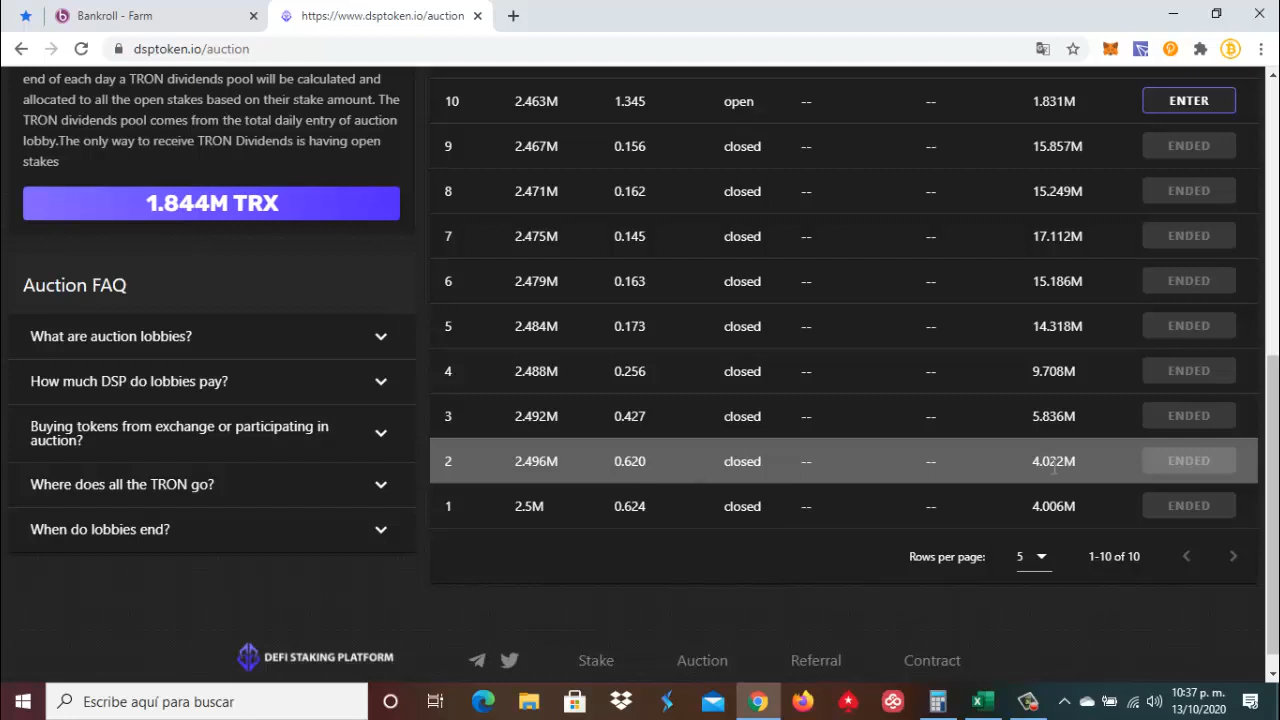 Bankroll - Farm
https://www.dsptoken.io/auction
dsptoken.io/auction
end of each day a TRON dividends pool will be calculated and
allocated to all the open stakes based on their stake amount. The
TRON dividends pool comes from the total daily entry of auction
lobby.The only way to receive TRON Dividends is having open
stakes
1.844M TRX
Auction FAQ
What are auction lobbies?
How much DSP do lobbies pay?
Buying tokens from exchange or participating in
auction?
Where does all the TRON go?
When do lobbies end?
10 2.463M 1.345 open -- -- 1.831M ENTER
9 2.467M 0.156 closed -- -- 15.857M ENDED
8 2.471M 0.162 closed -- -- 15.249M ENDED
7 2.475M 0.145 closed -- -- 17.112M ENDED
6 2.479M 0.163 closed -- -- 15.186M ENDED
5 2.484M 0.173 closed -- -- 14.318M ENDED
4 2.488M 0.256 closed -- -- 9.708M ENDED
3 2.492M 0.427 closed -- -- 5.836M ENDED
2 2.496M 0.620 closed -- -- 4.022M ENDED
1 2.5M 0.624 closed -- -- 4.006M ENDED
Rows per page: 5 1-10 of 10
DEFI STAKING PLATFORM
Stake Auction Referral Contract
Escribe aquí para buscar
10:37 p. m.
13/10/2020